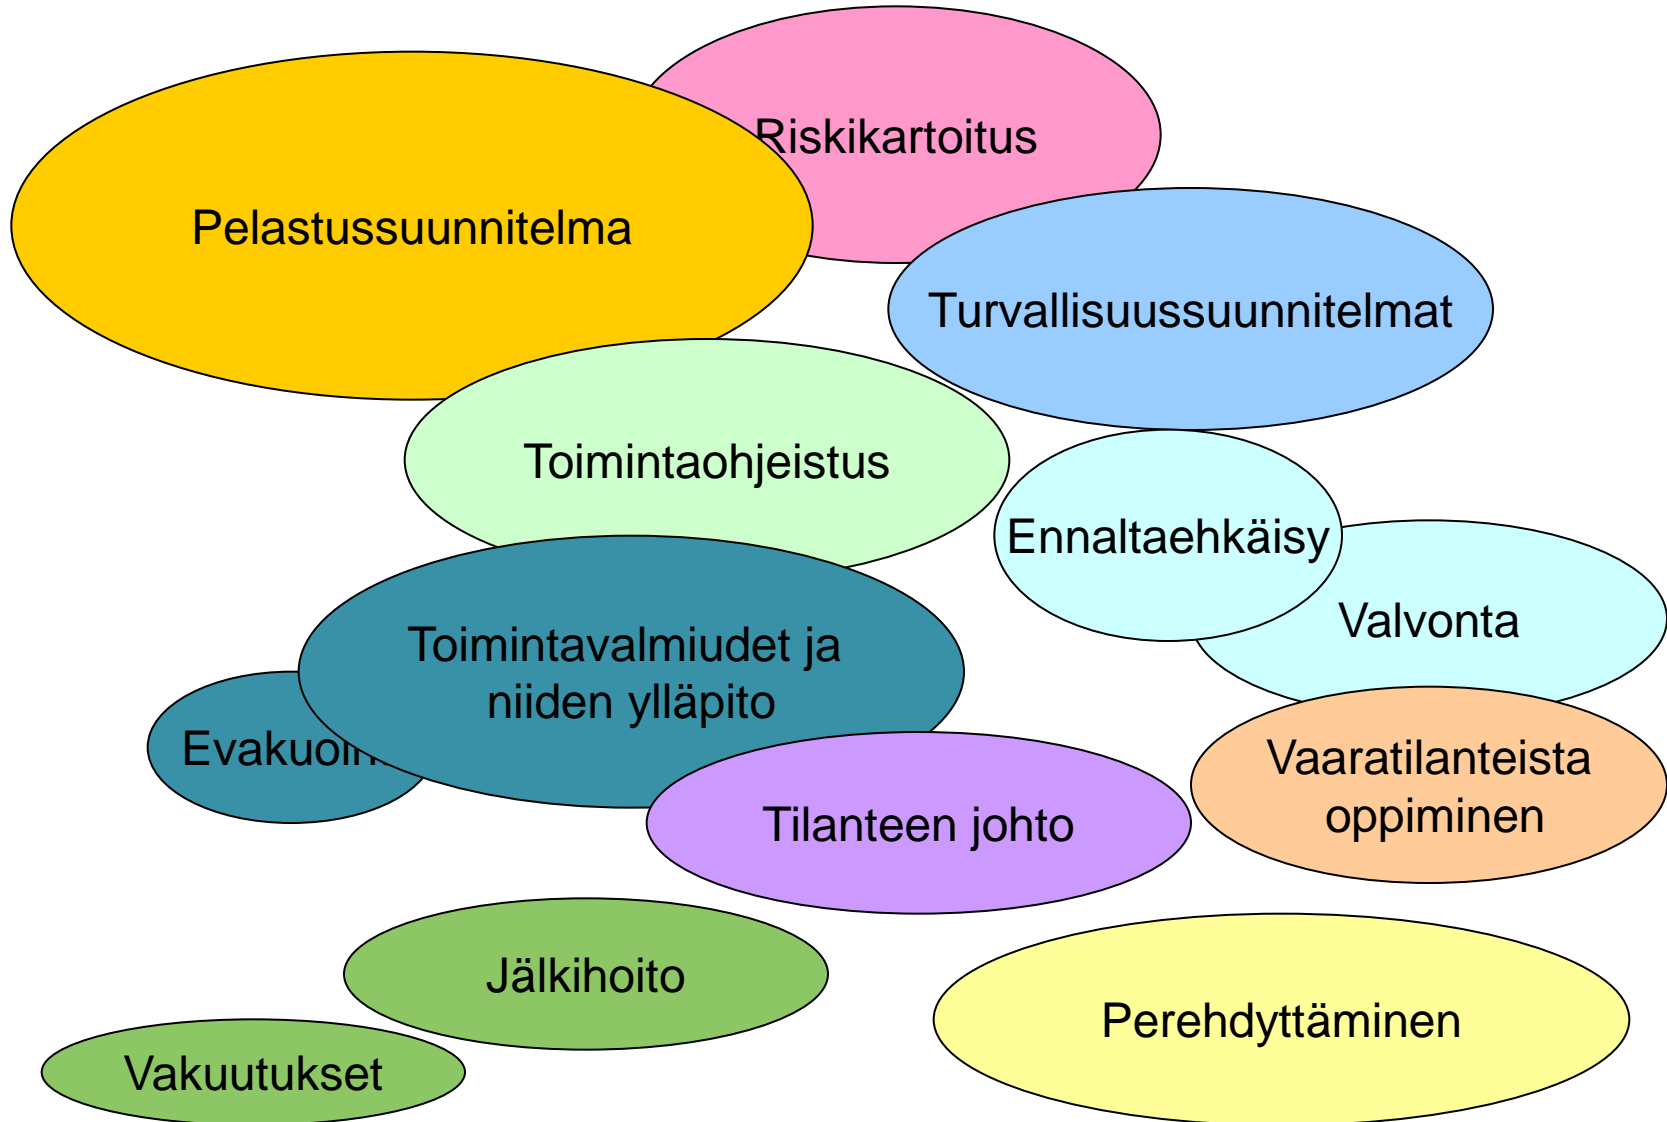 Riskikartoitus
Pelastussuunnitelma
Turvallisuussuunnitelmat
Toimintaohjeistus
Ennaltaehkäisy
Valvonta
Toimintavalmiudet ja
niiden ylläpito
Vaaratilanteista
oppiminen
Tilanteen johto
Jälkihoito
Perehdyttäminen
Vakuutukset